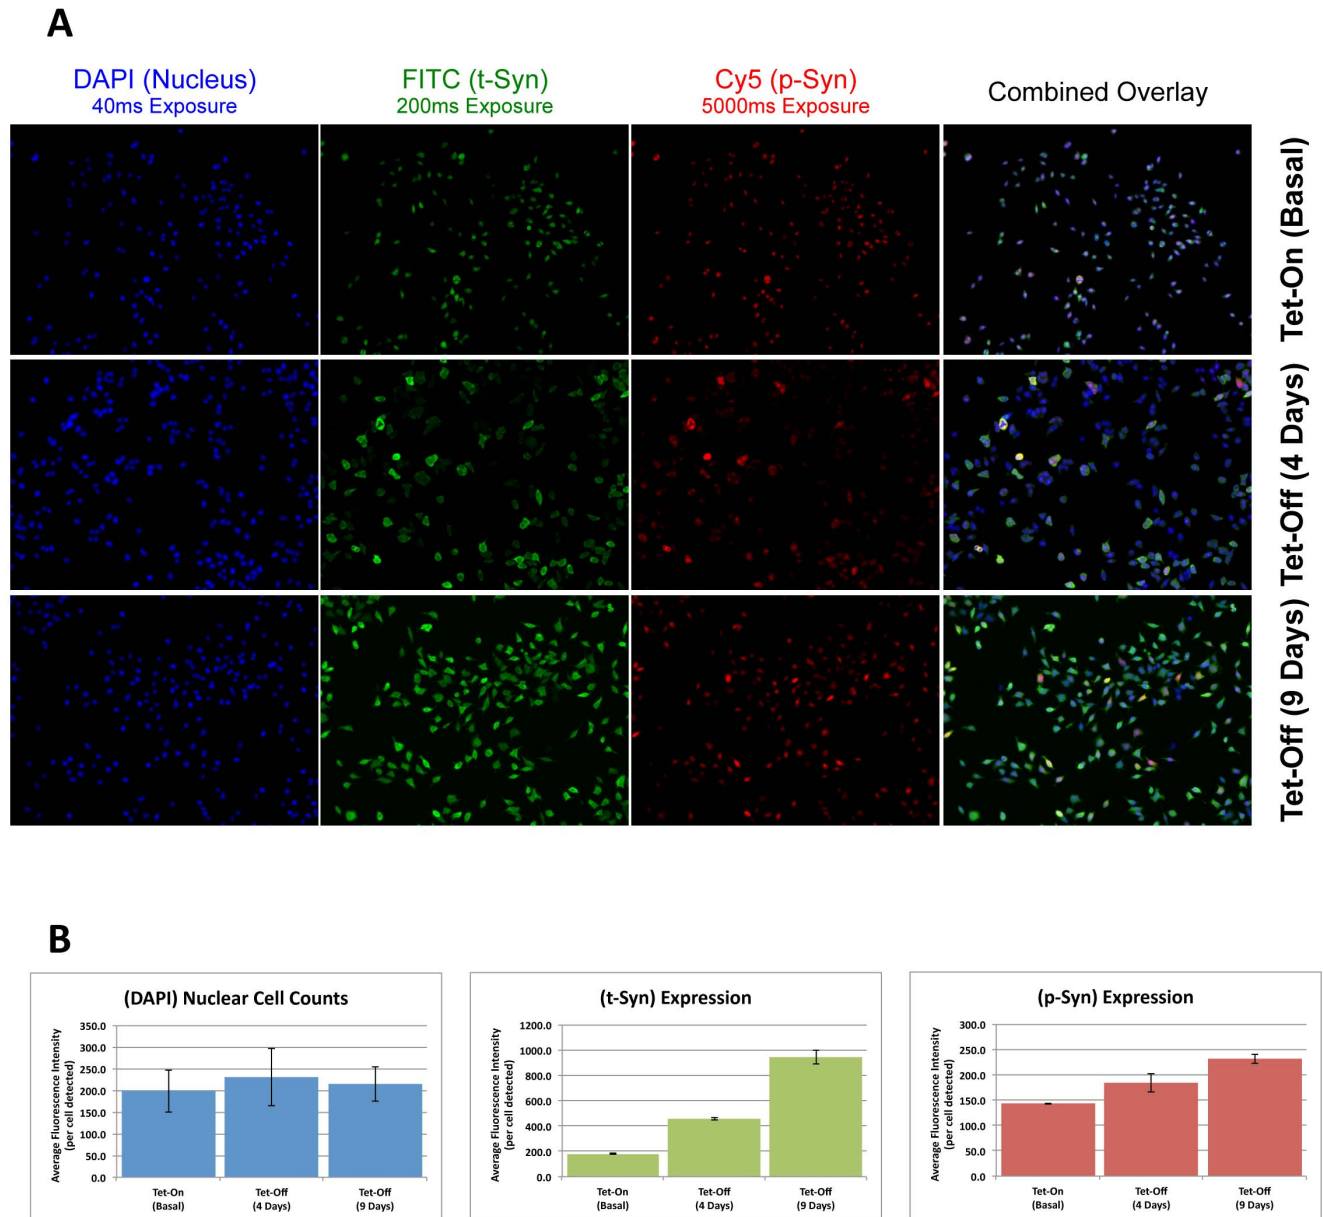 A
DAPI (Nucleus)
40ms Exposure
FITC (t-Syn)
200ms Exposure
Cy5 (p-Syn)
5000ms Exposure
Combined Overlay
Tet-On (Basal)
Tet-Off (4 Days)
Tet-Off (9 Days)
B
(DAPI) Nuclear Cell Counts
Average Fluorescence Intensity
(per cell detected)
350.0
300.0
250.0
200.0
150.0
100.0
50.0
0.0
Tet-On
(Basal)
Tet-Off
(4 Days)
Tet-Off
(9 Days)
(t-Syn) Expression
Average Fluorescence Intensity
(per cell detected)
1200.0
1000.0
800.0
600.0
400.0
200.0
0.0
Tet-On
(Basal)
Tet-Off
(4 Days)
Tet-Off
(9 Days)
(p-Syn) Expression
Average Fluorescence Intensity
(per cell detected)
300.0
250.0
200.0
150.0
100.0
50.0
0.0
Tet-On
(Basal)
Tet-Off
(4 Days)
Tet-Off
(9 Days)